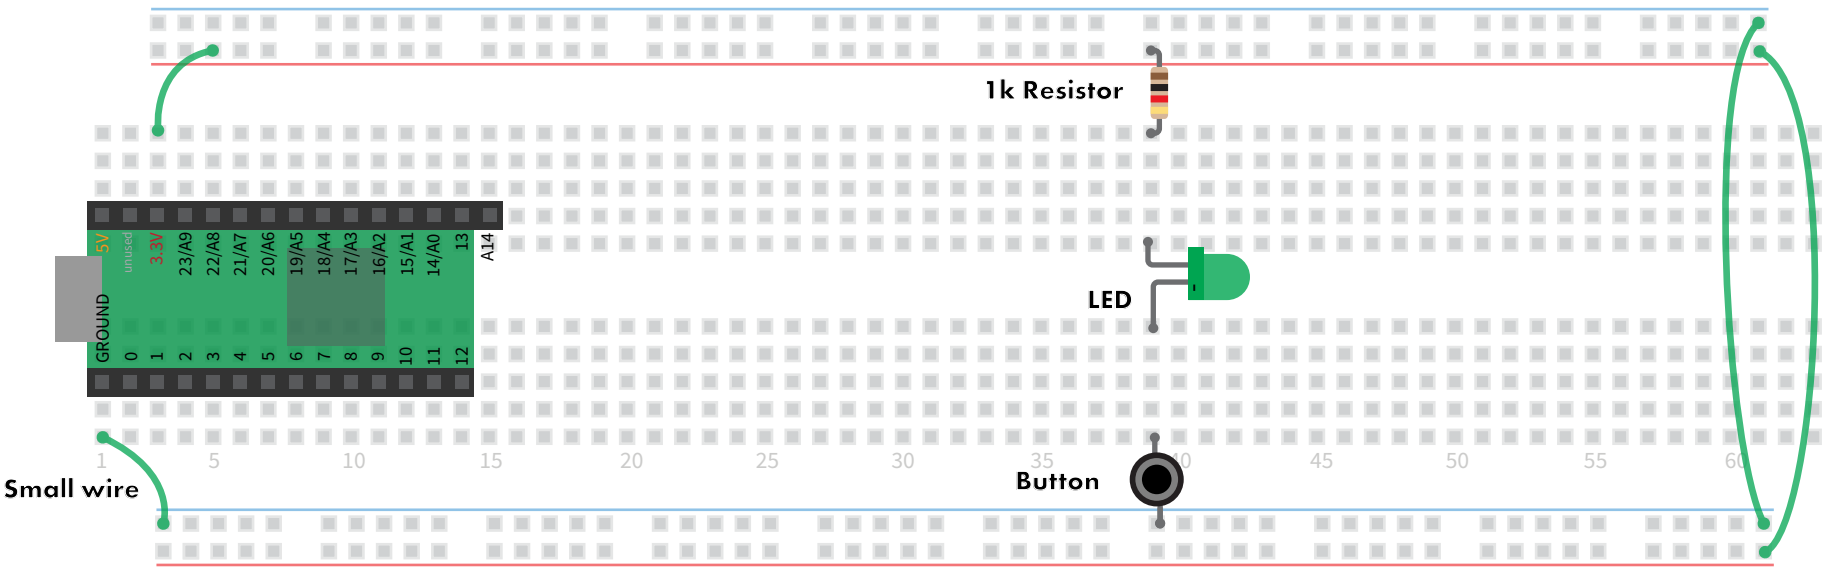 1k Resistor
5V
unused
3.3V
23/A9
22/A8
21/A7
20/A6
19/A5
18/A4
17/A3
16/A2
15/A1
14/A0
13
A14
LED
GROUND
0
1
2
3
4
5
6
7
8
9
10
11
12
1 5 10 15 20 25 30 35 40 45 50 55 60
Small wire
Button